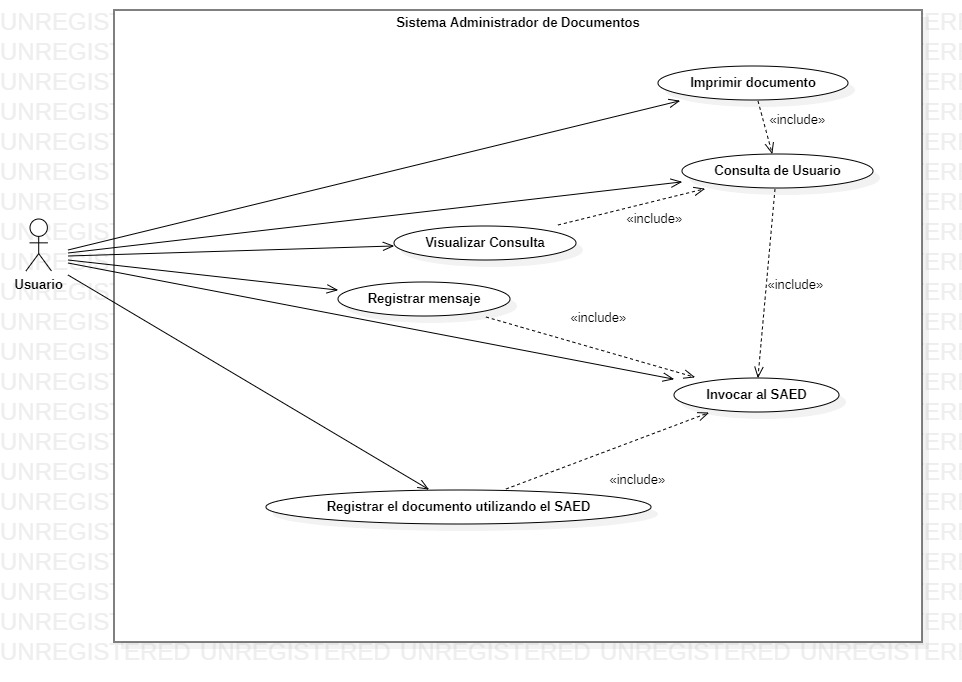 Sistema Administrador de Documentos
Imprimir documento
«include»
Consulta de Usuario
«include»
Visualizar Consulta
Usuario
«include»
Registrar mensaje
«include»
Invocar al SAED
«include»
Registrar el documento utilizando el SAED
UNREGISTERED UNREGISTERED UNREGISTERED UNREGISTERED UNREGISTERI